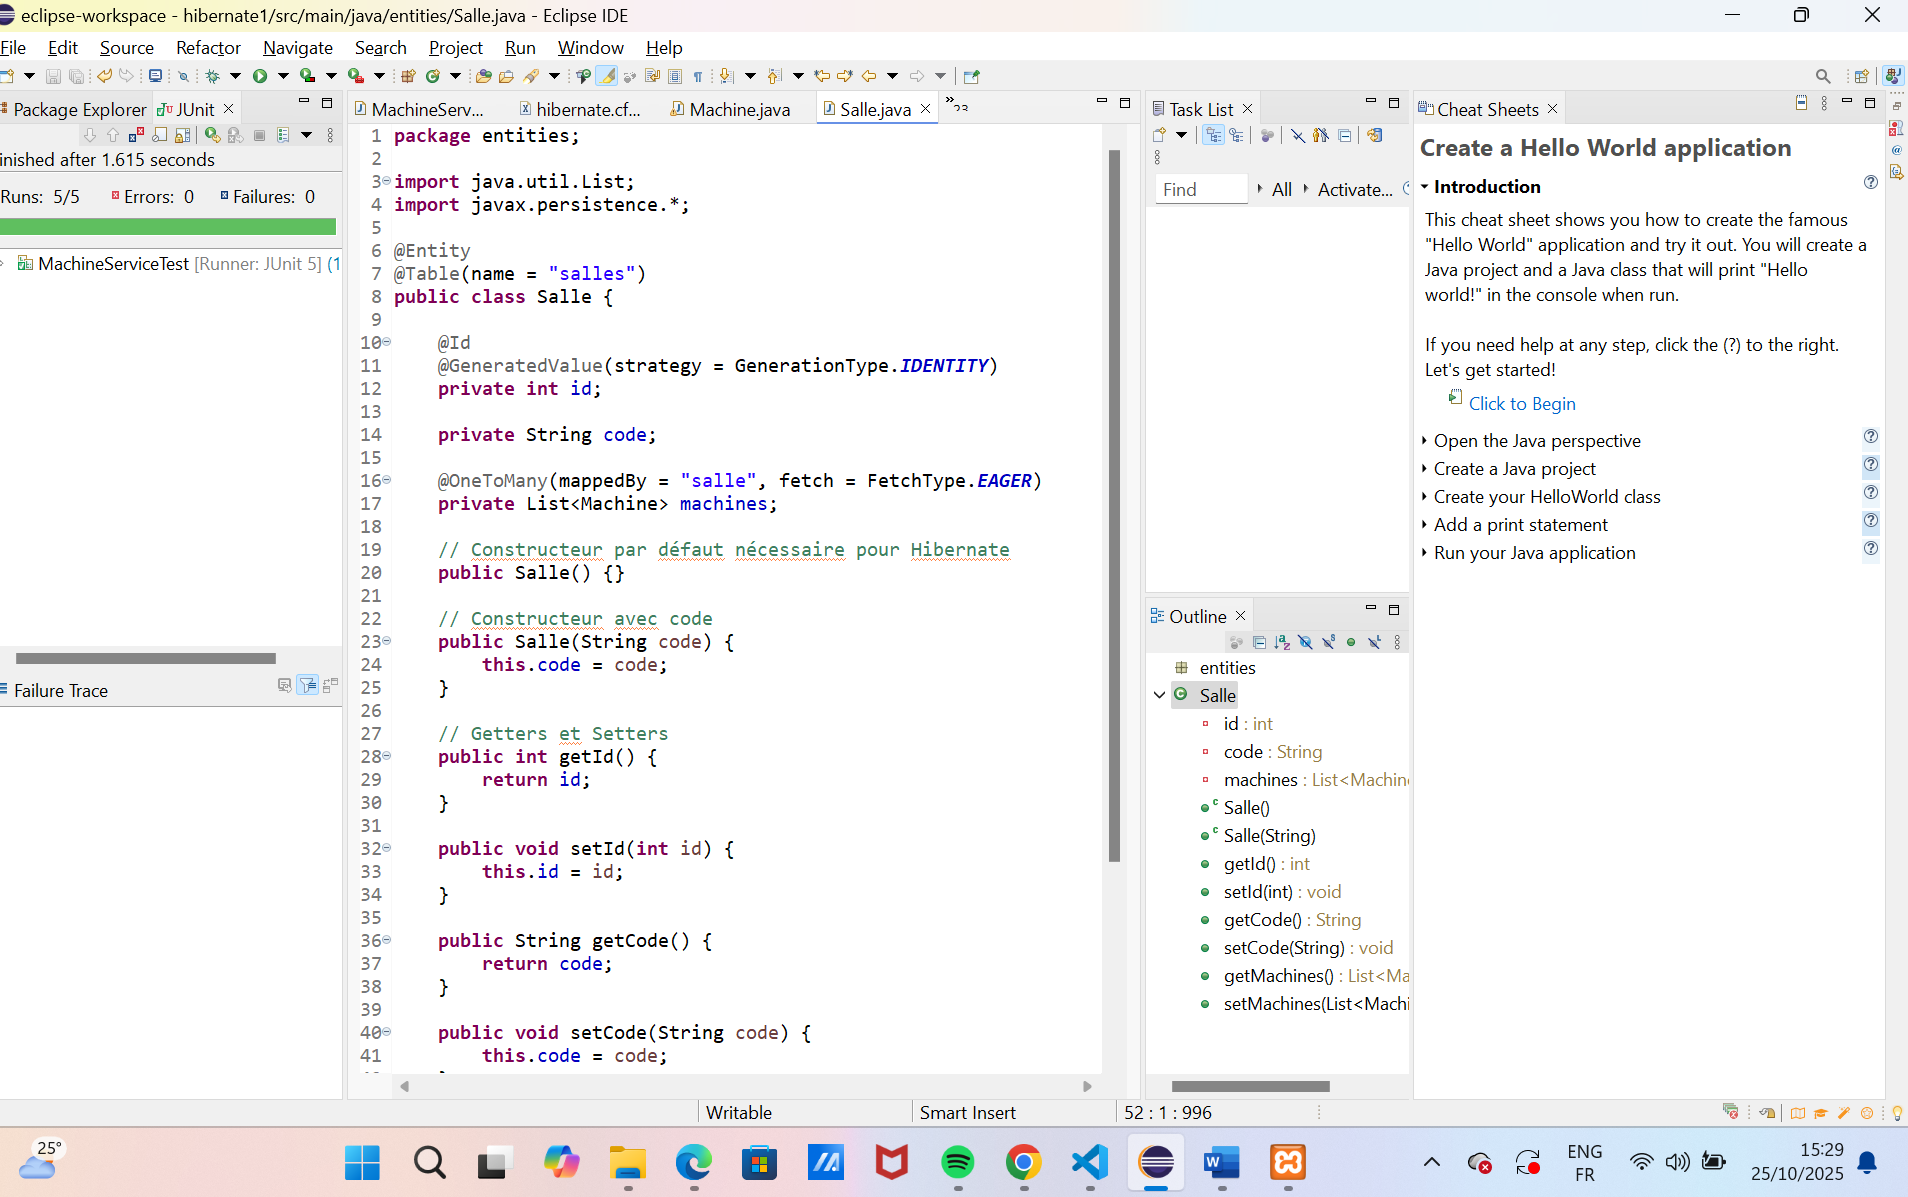 eclipse-workspace - hibernate1/src/main/java/entities/Salle.java - Eclipse IDE
File Edit Source Refactor Navigate Search Project Run Window Help
Package Explorer JUnit
inished after 1.615 seconds
Runs: 5/5 Errors: 0 Failures: 0
MachineServiceTest [Runner: JUnit 5] (1
Failure Trace
MachineServ... hibernate.cf... Machine.java Salle.java »23
1 package entities;
2
3 import java.util.List;
4 import javax.persistence.*;
5
6 @Entity
7 @Table(name = "salles")
8 public class Salle {
9
10 @Id
11 @GeneratedValue(strategy = GenerationType.IDENTITY)
12 private int id;
13
14 private String code;
15
16 @OneToMany(mappedBy = "salle", fetch = FetchType.EAGER)
17 private List<Machine> machines;
18
19 // Constructeur par défaut nécessaire pour Hibernate
20 public Salle() {}
21
22 // Constructeur avec code
23 public Salle(String code) {
24 this.code = code;
25 }
26
27 // Getters et Setters
28 public int getId() {
29 return id;
30 }
31
32 public void setId(int id) {
33 this.id = id;
34 }
35
36 public String getCode() {
37 return code;
38 }
39
40 public void setCode(String code) {
41 this.code = code;
Task List
Find All Activate...
Outline
entities
Salle
id : int
code : String
machines : List<Machine
Salle()
Salle(String)
getId() : int
setId(int) : void
getCode() : String
setCode(String) : void
getMachines() : List<Ma
setMachines(List<Machi
Cheat Sheets
Create a Hello World application
Introduction
This cheat sheet shows you how to create the famous
"Hello World" application and try it out. You will create a
Java project and a Java class that will print "Hello
world!" in the console when run.
If you need help at any step, click the (?) to the right.
Let's get started!
Click to Begin
Open the Java perspective
Create a Java project
Create your HelloWorld class
Add a print statement
Run your Java application
Writable Smart Insert 52 : 1 : 996
25°
ENG
FR
15:29
25/10/2025